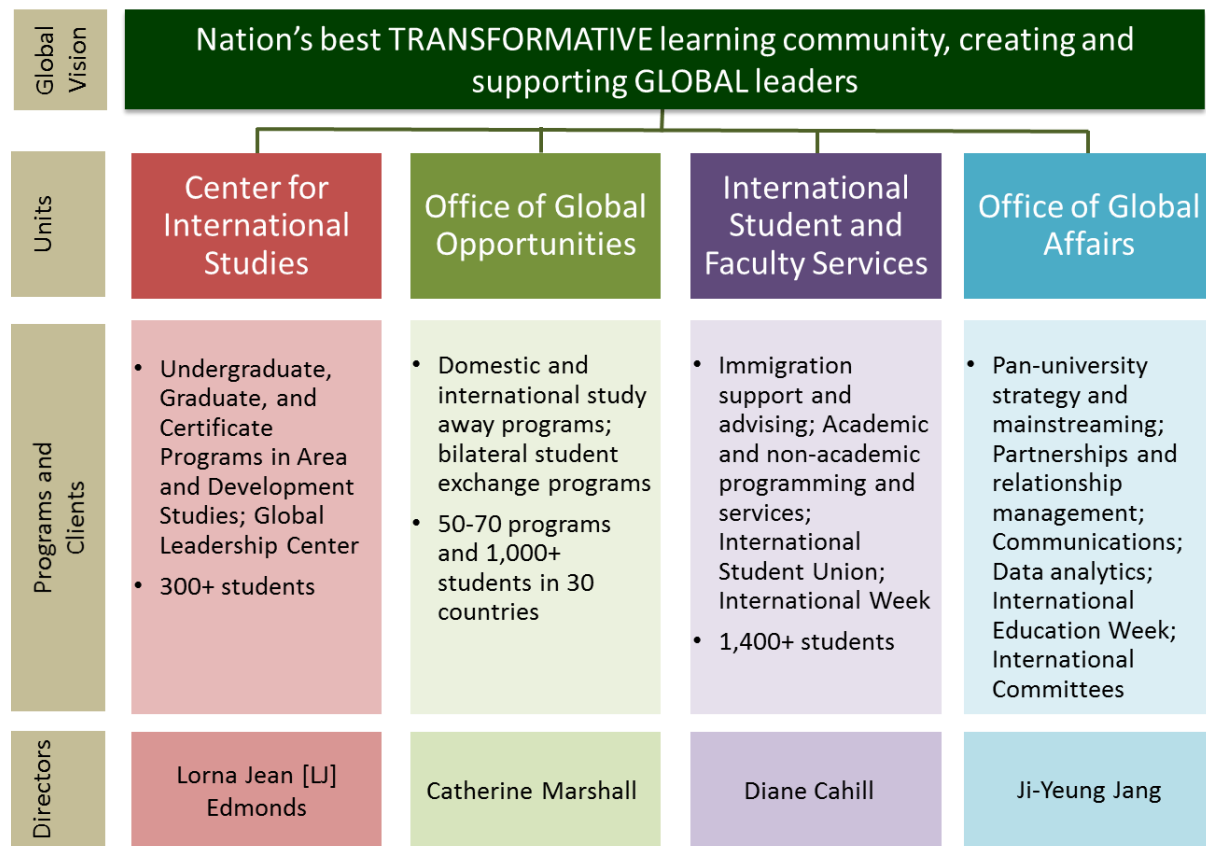 Global
Vision
Nation's best TRANSFORMATIVE learning community, creating and
supporting GLOBAL leaders
Units
Center for
International
Studies
Office of Global
Opportunities
International
Student and
Faculty Services
Office of Global
Affairs
Programs and
Clients
• Undergraduate,
Graduate, and
Certificate
Programs in Area
and Development
Studies; Global
Leadership Center
• 300+ students
• Domestic and
international study
away programs;
bilateral student
exchange programs
• 50-70 programs
and 1,000+
students in 30
countries
• Immigration
support and
advising; Academic
and non-academic
programming and
services;
International
Student Union;
International Week
• 1,400+ students
• Pan-university
strategy and
mainstreaming;
Partnerships and
relationship
management;
Communications;
Data analytics;
International
Education Week;
International
Committees
Directors
Lorna Jean [LJ]
Edmonds
Catherine Marshall
Diane Cahill
Ji-Yeung Jang